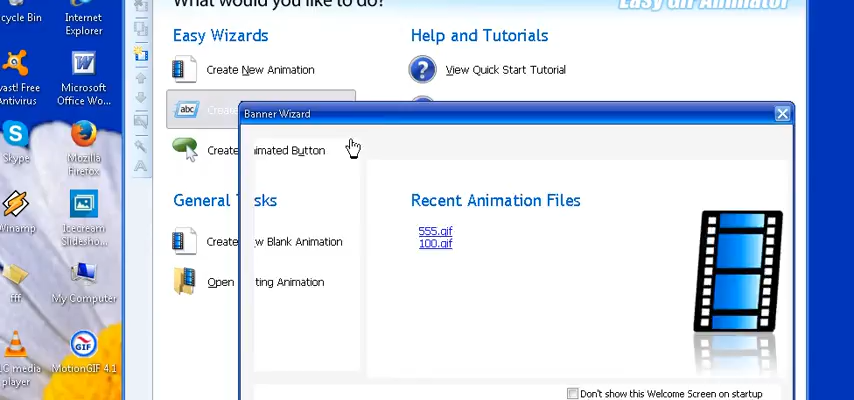 What would you like to do?
Easy Gif Animator
cycle Bin
Internet
Explorer
Easy Wizards
Help and Tutorials
Create New Animation
View Quick Start Tutorial
vast! Free
Antivirus
Microsoft
Office Wo...
abc
Banner Wizard
Create
imated Button
Skype
Mozilla
Firefox
General
sks
Recent Animation Files
555.gif
100.gif
Winamp
Icecream
Slidesho...
Create
w Blank Animation
Open
ting Animation
fff
My Computer
GIF
LC media
player
MotionGIF 4.1
Don't show this Welcome Screen on startup